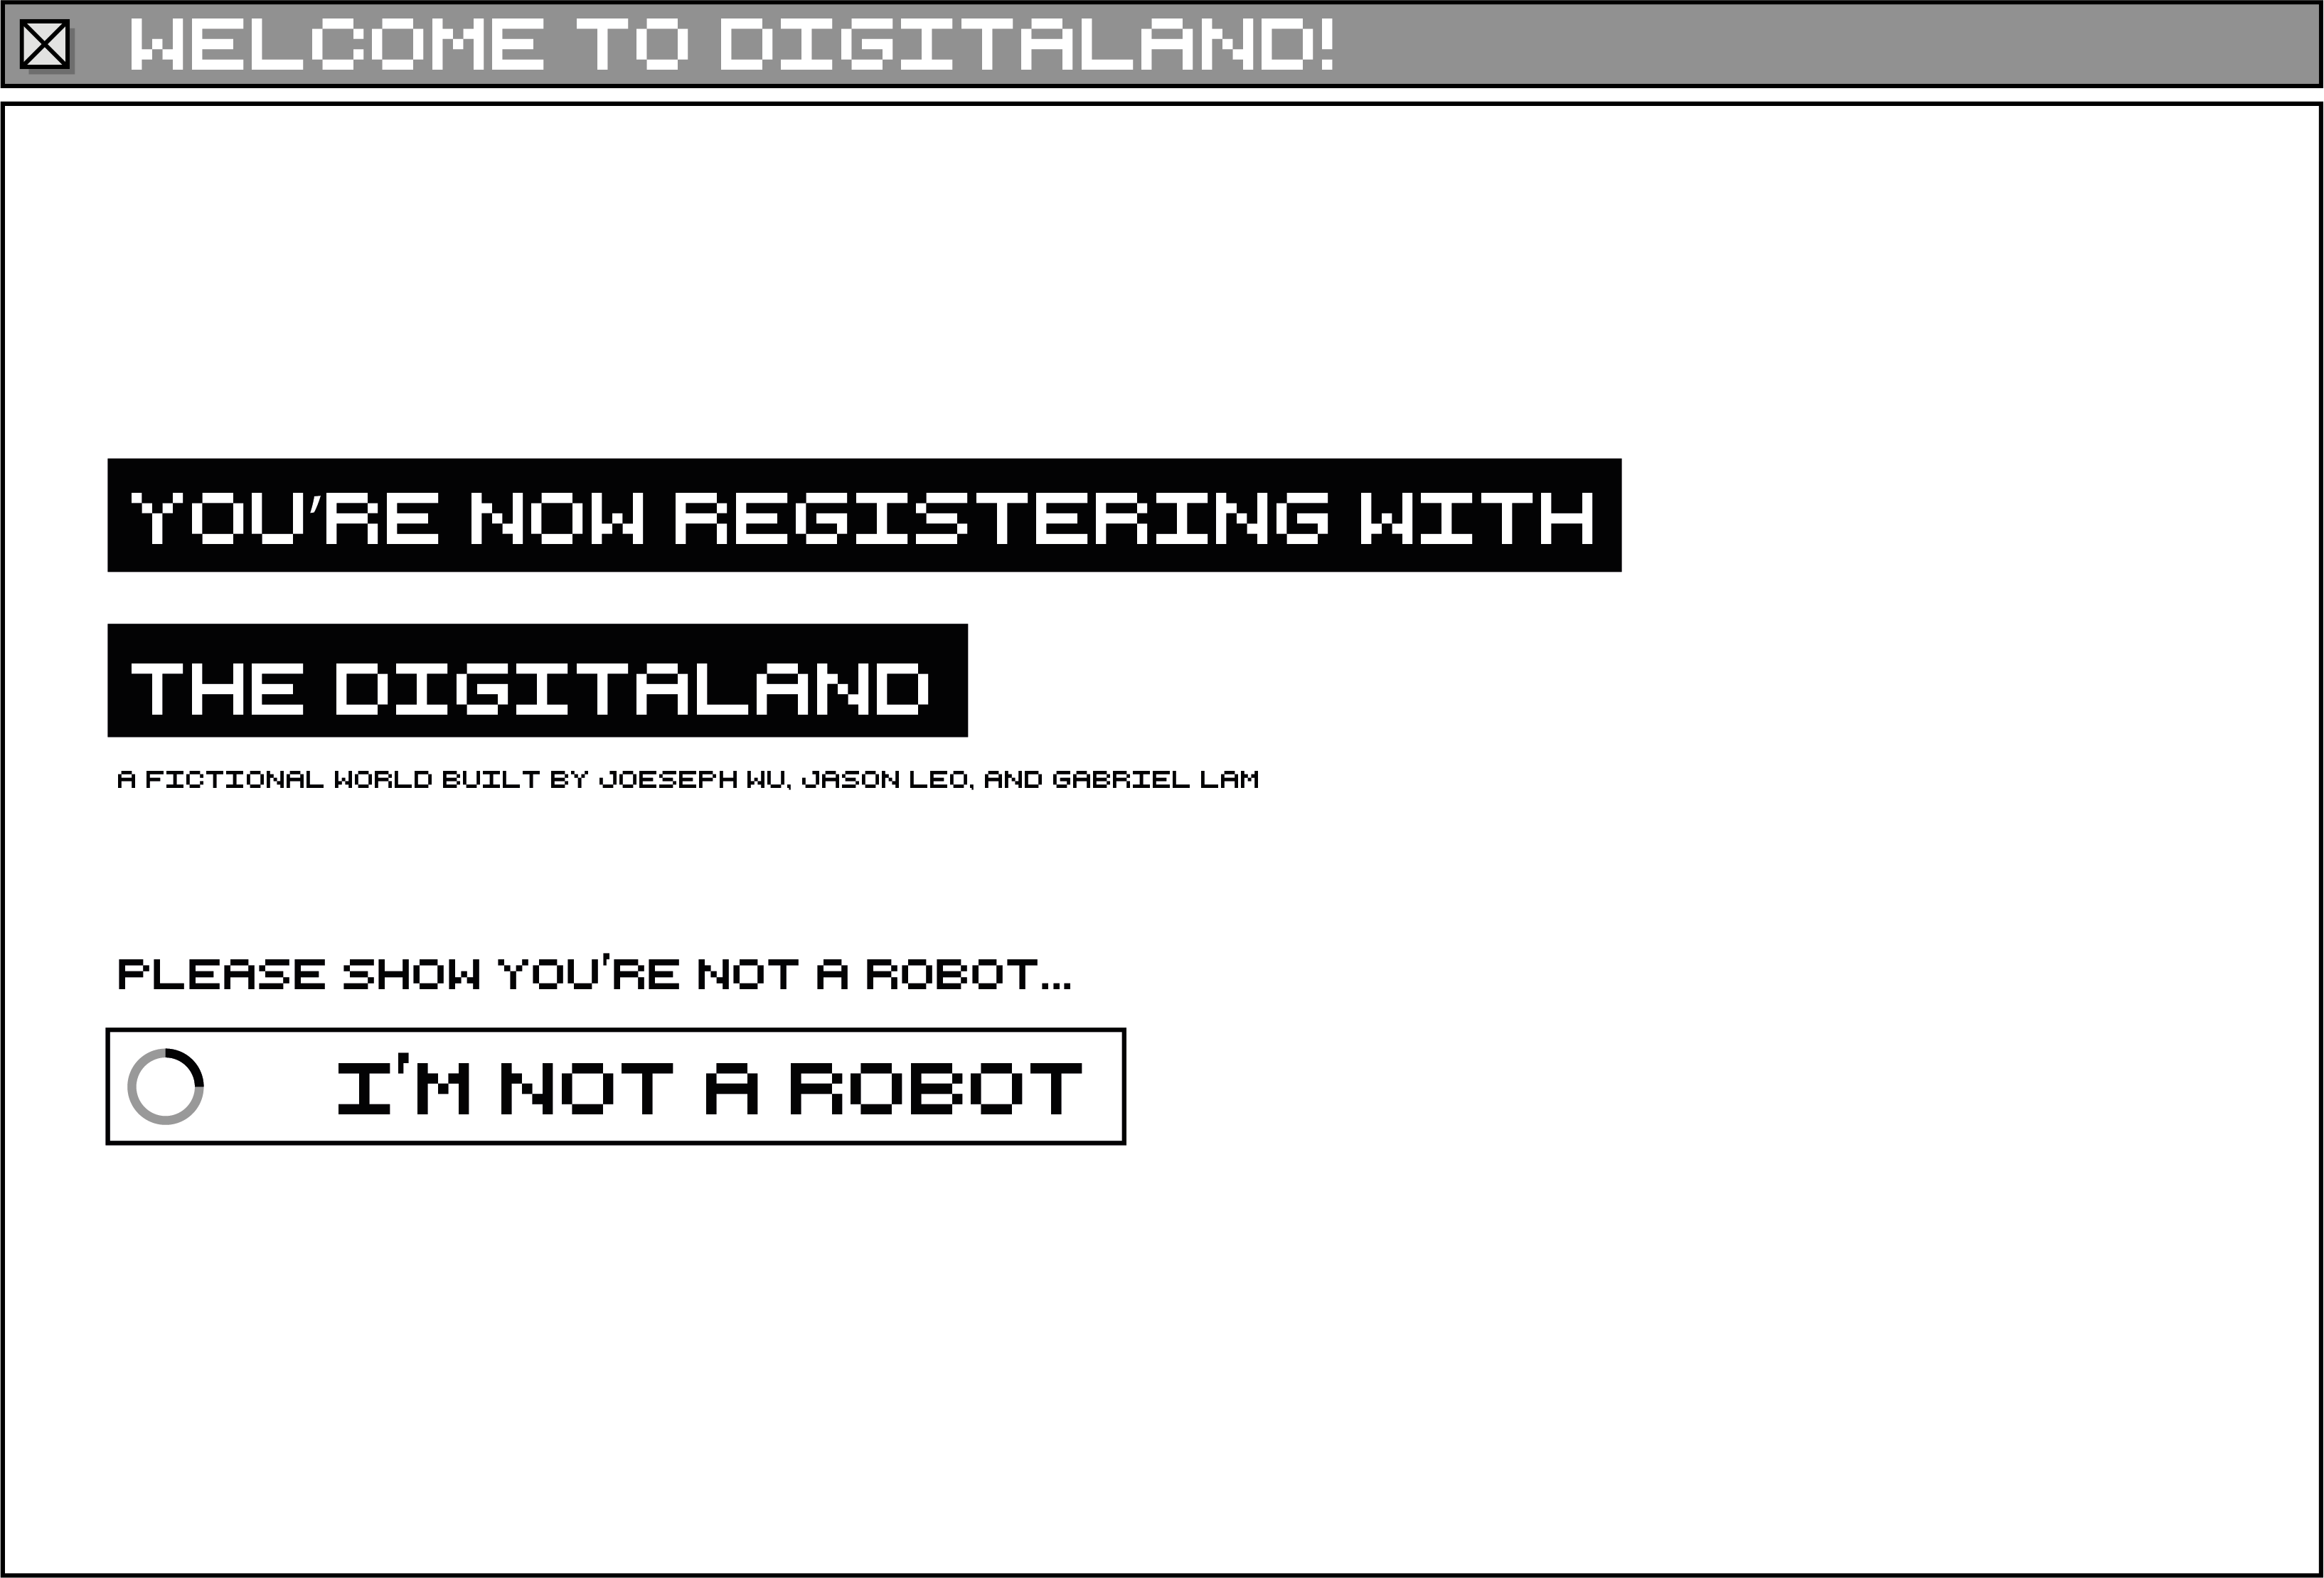 WELCOME TO DIGITALAND!
YOU’RE NOW REGISTERING WITH
THE DIGITALAND
A FICTIONAL WORLD BUILT BY JOESEPH WU, JASON LEO, AND GABRIEL LAM
PLEASE SHOW YOU'RE NOT A ROBOT...
I'M NOT A ROBOT